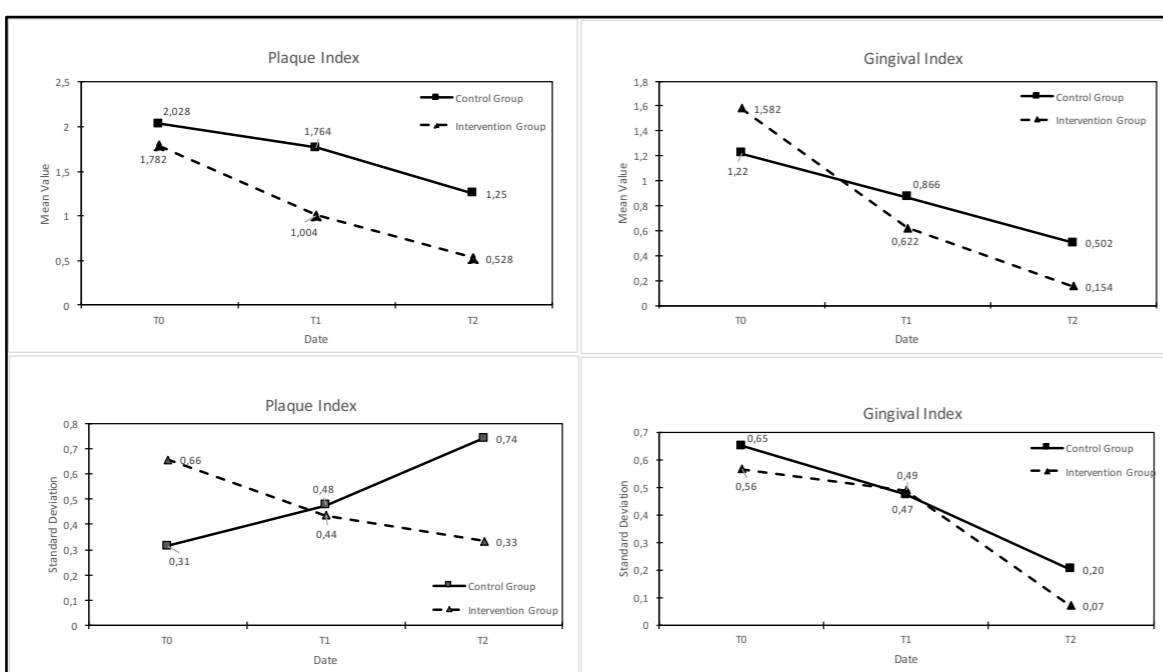 Plaque Index
2,5
2
1,5
1
0,5
0
Mean Value
2,028
1,764
1,25
1,782
1,004
0,528
Control Group
Intervention Group
T0 T1 T2
Date
Gingival Index
1,8
1,6
1,4
1,2
1
0,8
0,6
0,4
0,2
0
Mean Value
1,582
1,22
0,866
0,622
0,502
0,154
Control Group
Intervention Group
T0 T1 T2
Date
Plaque Index
0,8
0,7
0,6
0,5
0,4
0,3
0,2
0,1
0
Standard Deviation
0,66
0,31
0,48
0,44
0,74
0,33
Control Group
Intervention Group
T0 T1 T2
Date
Gingival Index
0,7
0,6
0,5
0,4
0,3
0,2
0,1
0
Standard Deviation
0,65
0,56
0,49
0,47
0,20
0,07
Control Group
Intervention Group
T0 T1 T2
Date